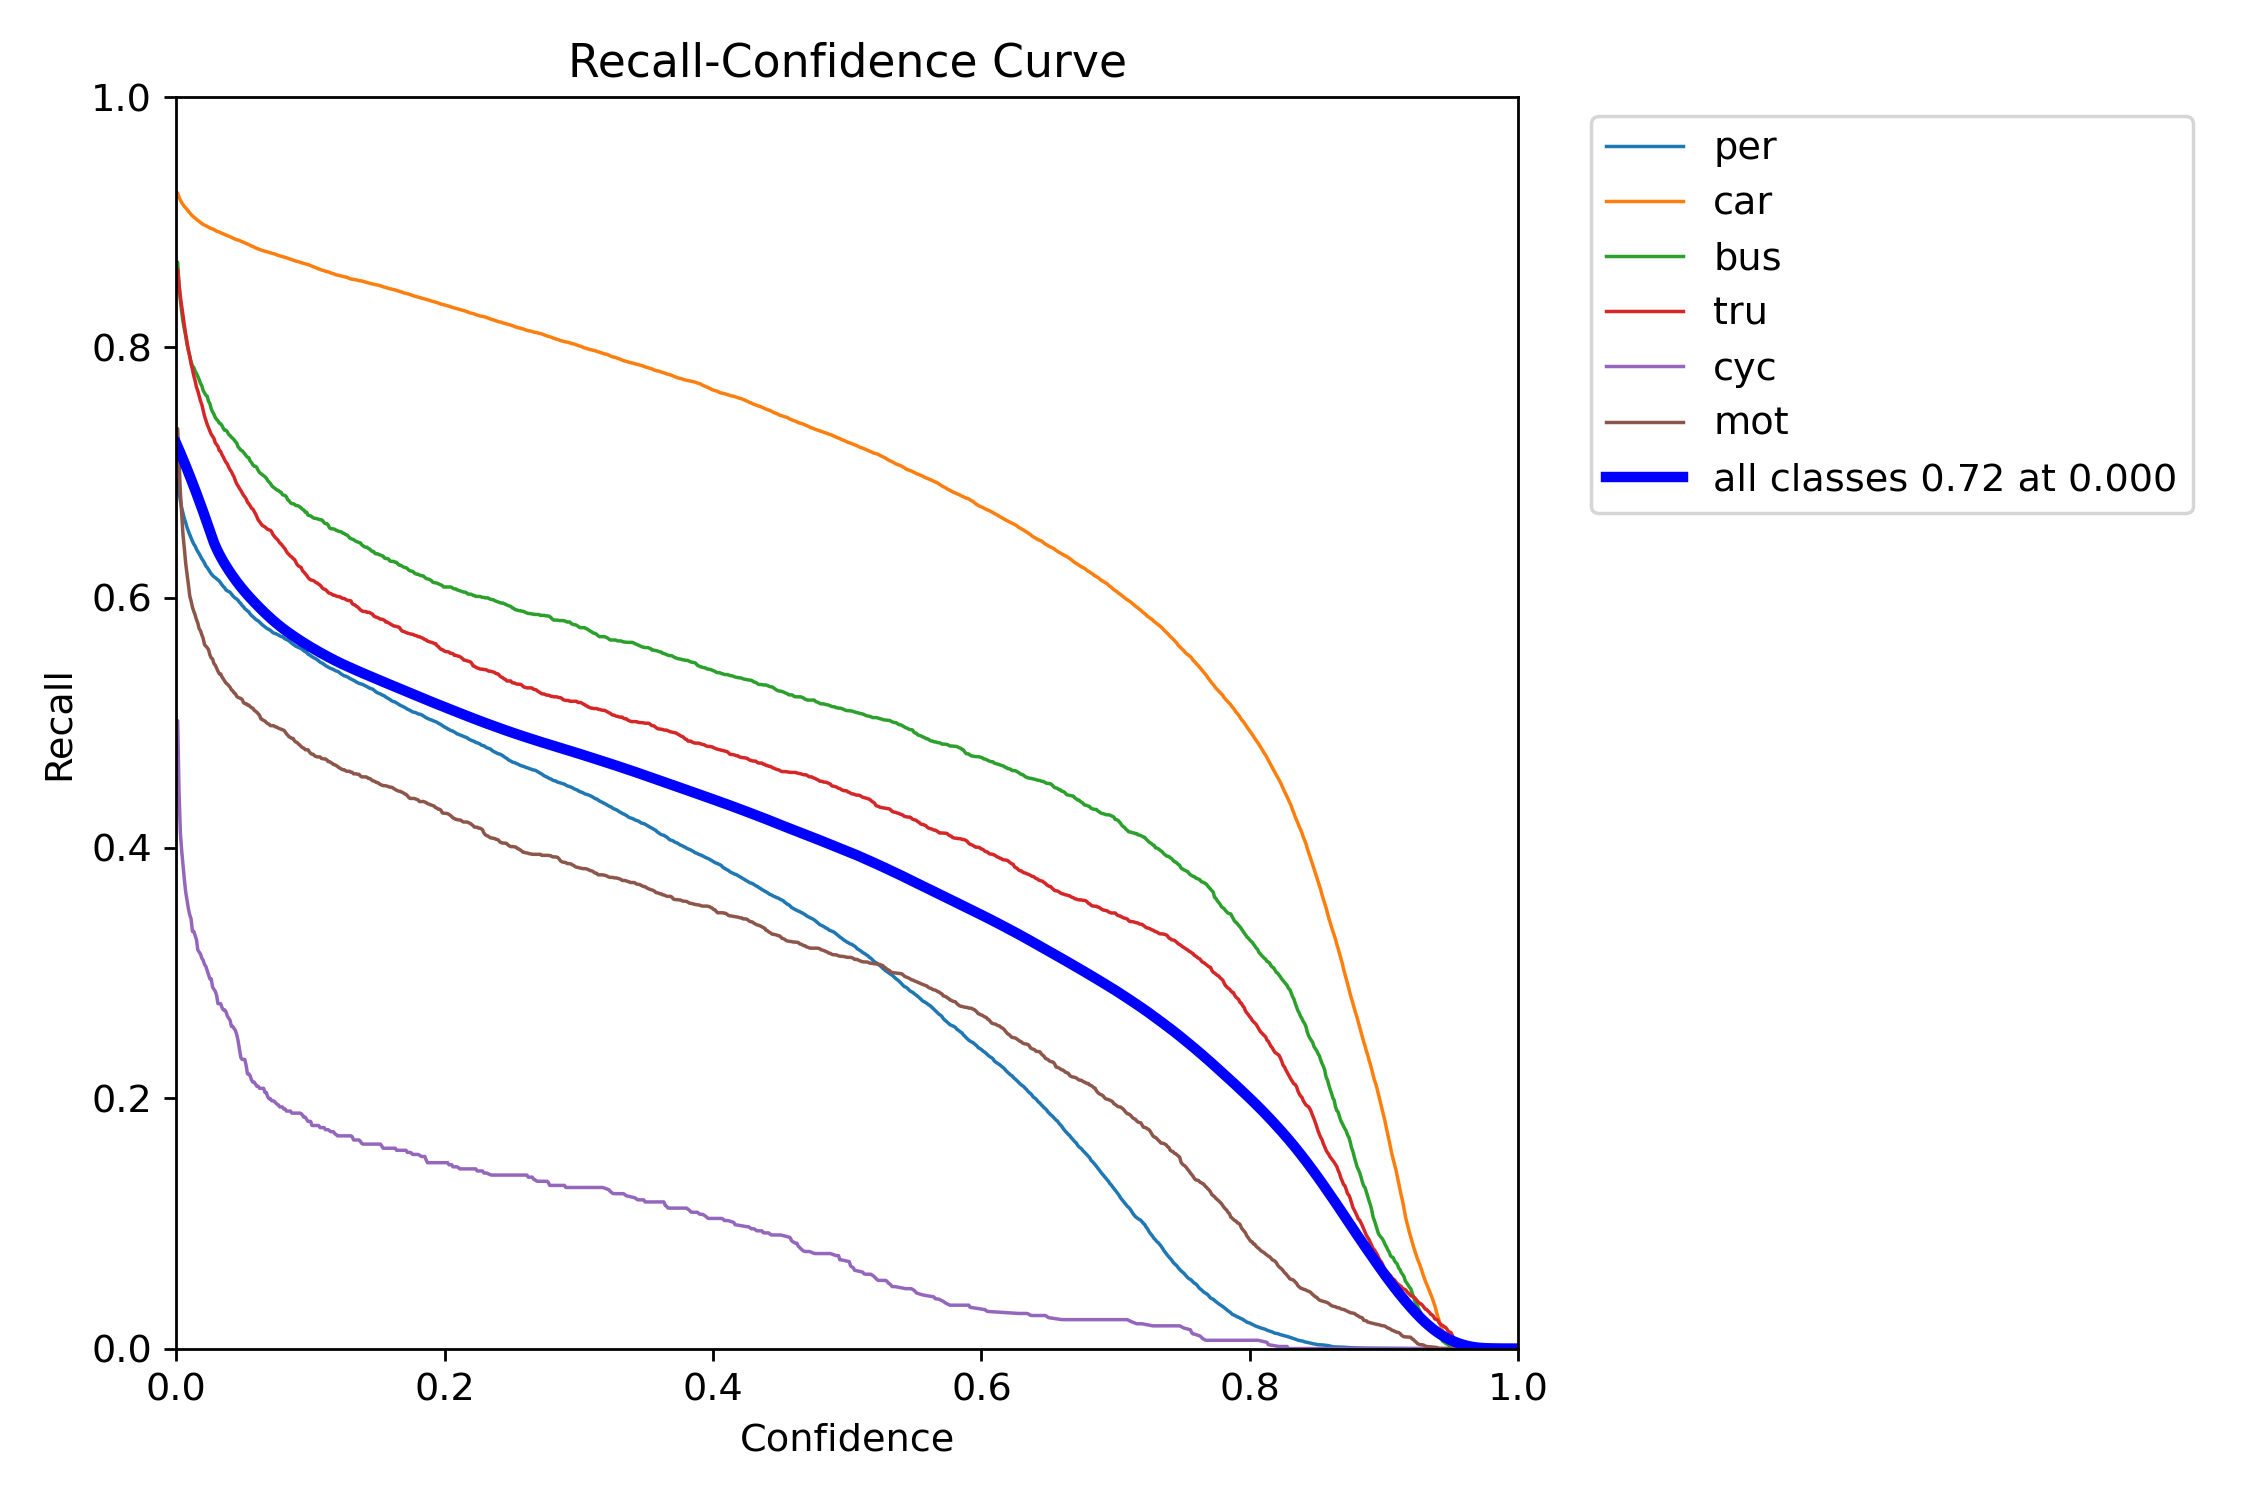 Recall-Confidence Curve
1.0
0.8
0.6
0.4
0.2
0.0
Recall
0.0 0.2 0.4 0.6 0.8 1.0
Confidence
per
car
bus
tru
cyc
mot
all classes 0.72 at 0.000